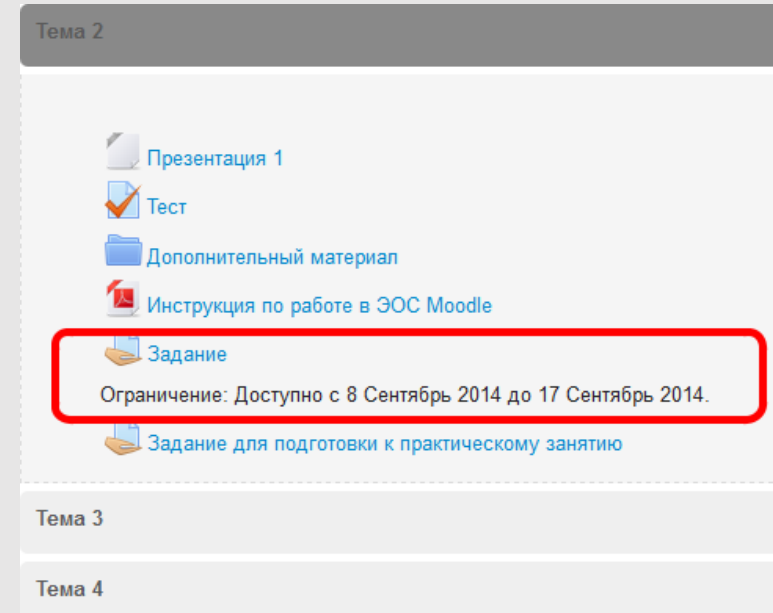 Тема 2
Презентация 1
Тест
Дополнительный материал
Инструкция по работе в ЭОС Moodle
Задание
Ограничение: Доступно с 8 Сентябрь 2014 до 17 Сентябрь 2014.
Задание для подготовки к практическому занятию
Тема 3
Тема 4